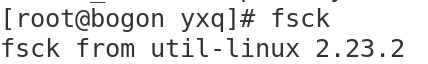 [root@bogon yxq]# fsck
fsck from util-linux 2.23.2